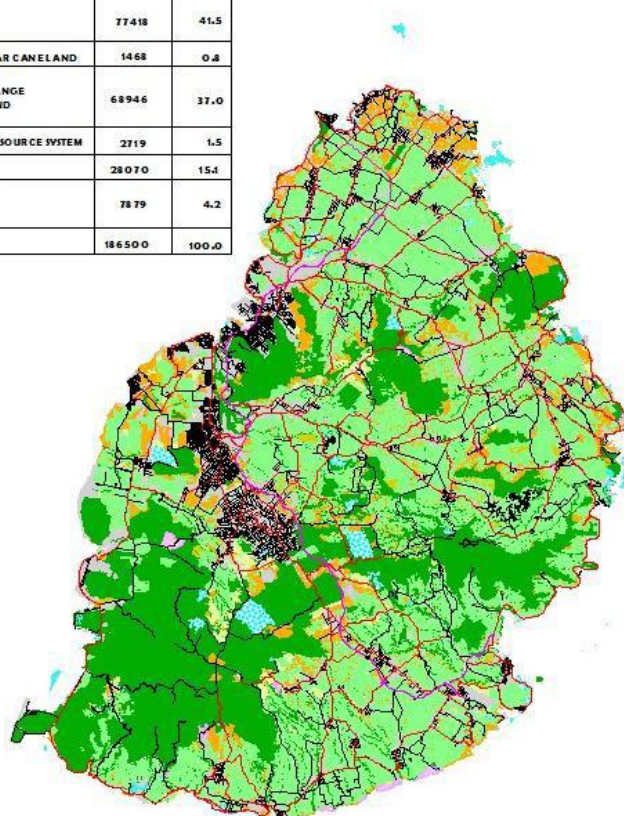 77418 41.5
AR CANELAND 1468 0.8
NGE
ND 68946 37.0
SOURCE SYSTEM 2719 1.5
28070 15.1
7879 4.2
186500 100.0